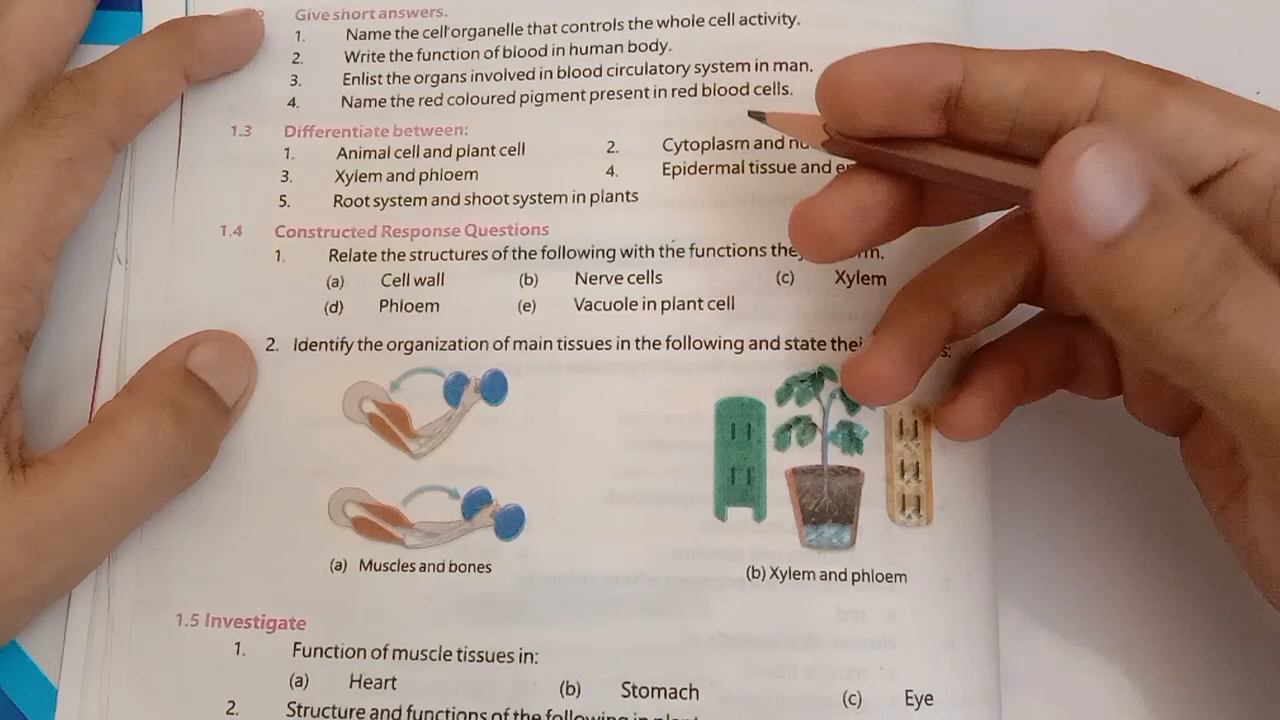 Give short answers.
1. Name the cell organelle that controls the whole cell activity.
2. Write the function of blood in human body.
3. Enlist the organs involved in blood circulatory system in man.
4. Name the red coloured pigment present in red blood cells.
1.3 Differentiate between:
1. Animal cell and plant cell 2. Cytoplasm and
3. Xylem and phloem 4. Epidermal tissue and
5. Root system and shoot system in plants
1.4 Constructed Response Questions
1. Relate the structures of the following with the functions
(a) Cell wall (b) Nerve cells (c) Xylem
(d) Phloem (e) Vacuole in plant cell
2. Identify the organization of main tissues in the following and state
(a) Muscles and bones
(b) Xylem and phloem
1.5 Investigate
1. Function of muscle tissues in:
(a) Heart (b) Stomach (c) Eye
2. Structure and functions of the following in